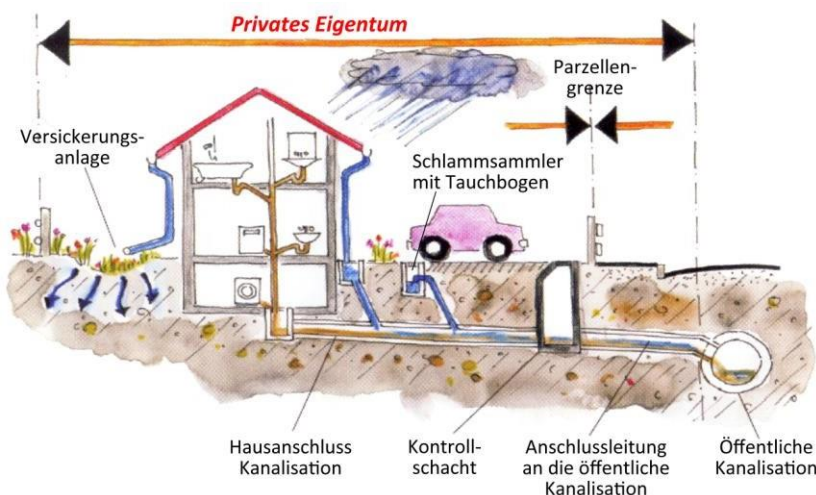 Privates Eigentum
Parzellen-
grenze
Versickerungs-
anlage
Schlammsammler
mit Tauchbogen
Hausanschluss
Kanalisation
Kontroll-
schacht
Anschlussleitung
an die öffentliche
Kanalisation
Öffentliche
Kanalisation